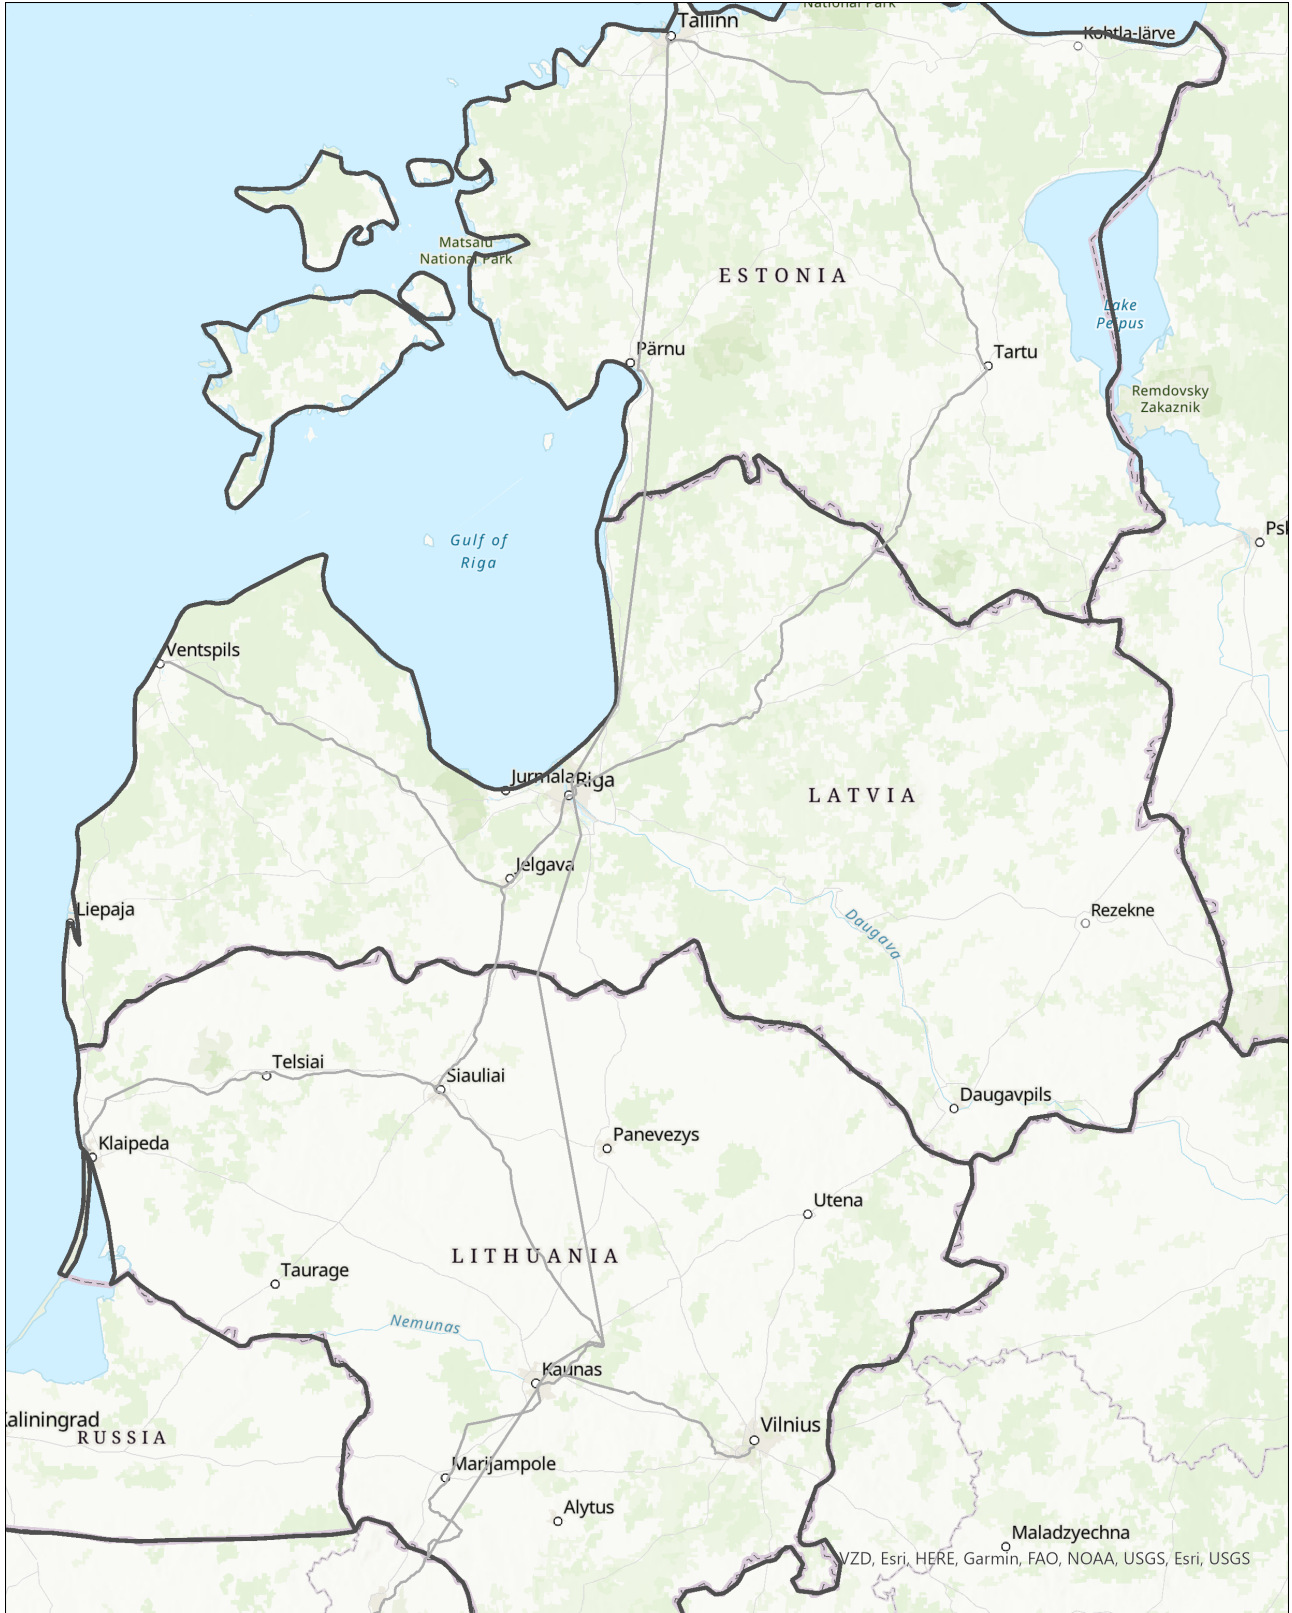 National Park
Tallinn
Kohtla-Järve
Matsalu
National Park
ESTONIA
Lake
Peipus
Pärnu
Tartu
Remdovsky
Zakaznik
Gulf of
Riga
Psk
Ventspils
Jurmala
Riga
LATVIA
Jelgava
Liepaja
Rezekne
Daugava
Telsiai
Siauliai
Daugavpils
Klaipeda
Panevezys
Utena
LITHUANIA
Taurage
Nemunas
Kaunas
Kaliningrad
RUSSIA
Vilnius
Marijampole
Alytus
Maladzyechna
VZD, Esri, HERE, Garmin, FAO, NOAA, USGS, Esri, USGS